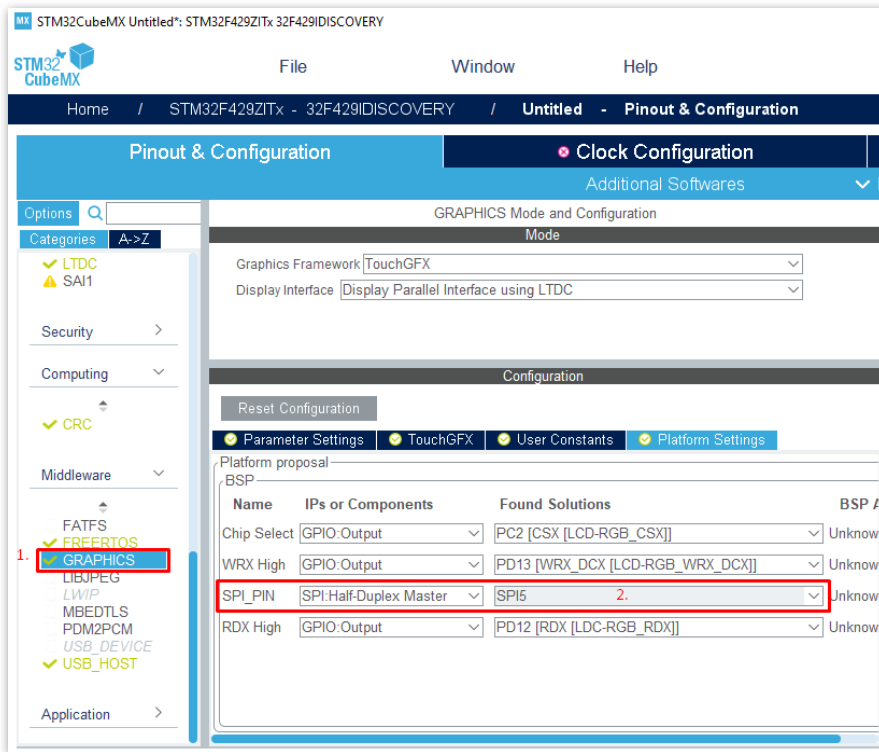 MX STM32CubeMX Untitled*: STM32F429ZITx 32F429IDISCOVERY
STM32
CubeMX
File Window Help
Home / STM32F429ZITx - 32F429IDISCOVERY / Untitled - Pinout & Configuration
Pinout & Configuration Clock Configuration
Additional Softwares
Options
GRAPHICS Mode and Configuration
Categories A->Z
Mode
LTDC
SAI1
Graphics Framework TouchGFX
Display Interface Display Parallel Interface using LTDC
Security
Computing
Configuration
Reset Configuration
CRC
Parameter Settings TouchGFX User Constants Platform Settings
Platform proposal
Middleware
BSP
Name IPs or Components Found Solutions BSP A
FATFS
Chip Select GPIO:Output PC2 [CSX [LCD-RGB_CSX]] Unknow
FREERTOS
1. GRAPHICS
WRX High GPIO:Output PD13 [WRX_DCX [LCD-RGB_WRX_DCX]] Unknow
LIBJPEG
LWIP
SPI_PIN SPI:Half-Duplex Master SPI5 2. Unknow
MBEDTLS
PDM2PCM
RDX High GPIO:Output PD12 [RDX [LDC-RGB_RDX]] Unknow
USB_DEVICE
USB_HOST
Application